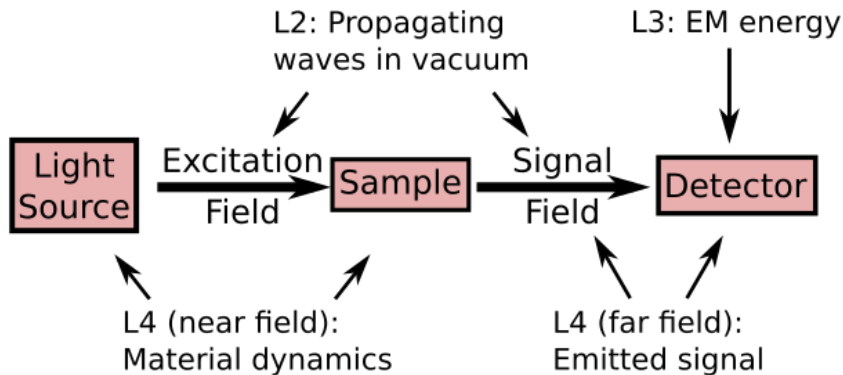 L2: Propagating
waves in vacuum
L3: EM energy
Light
Source
Excitation
Field
Sample
Signal
Field
Detector
L4 (near field):
Material dynamics
L4 (far field):
Emitted signal